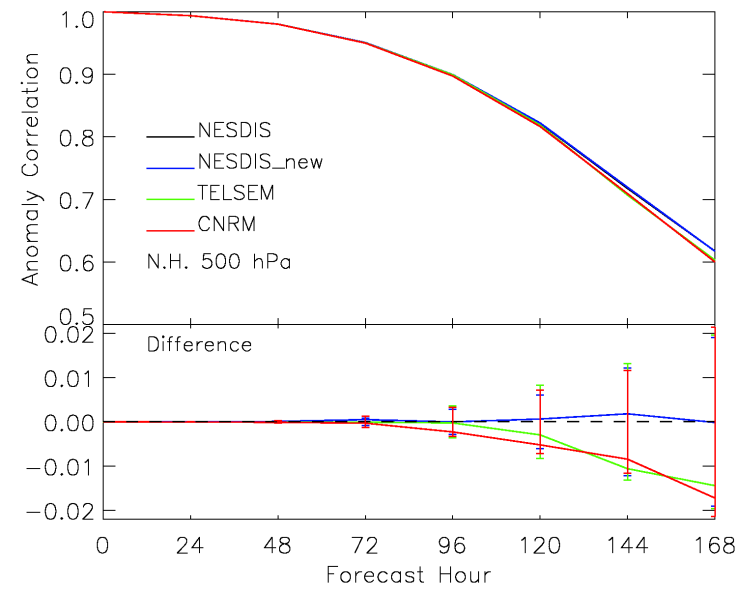 1.0
0.9
0.8
0.7
0.6
0.5
Anomaly Correlation
NESDIS
NESDIS_new
TELSEM
CNRM
N.H. 500 hPa
Difference
0.02
0.01
0.00
−0.01
−0.02
0 24 48 72 96 120 144 168
Forecast Hour